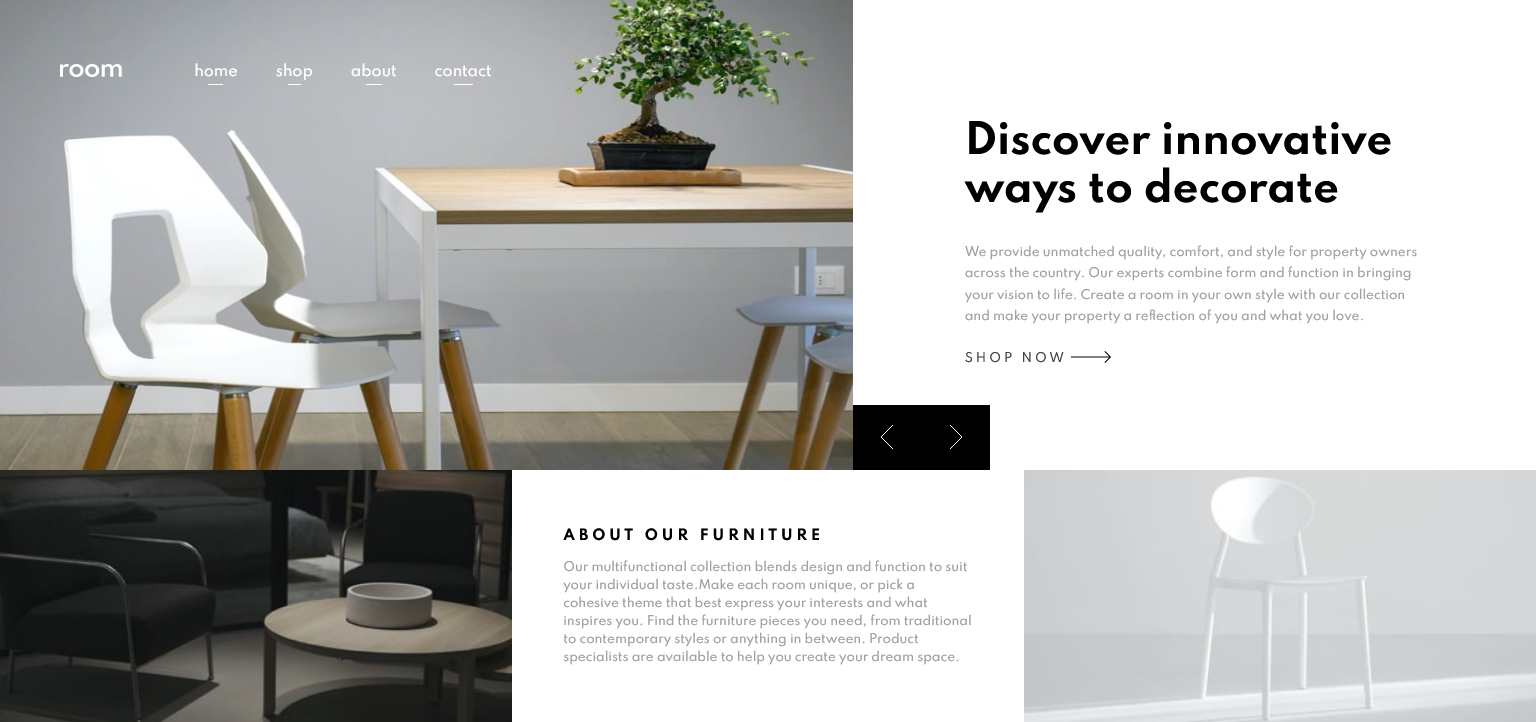 room
home shop about contact
Discover innovative
ways to decorate
We provide unmatched quality, comfort, and style for property owners
across the country. Our experts combine form and function in bringing
your vision to life. Create a room in your own style with our collection
and make your property a reflection of you and what you love.
SHOP NOW
ABOUT OUR FURNITURE
Our multifunctional collection blends design and function to suit
your individual taste.Make each room unique, or pick a
cohesive theme that best express your interests and what
inspires you. Find the furniture pieces you need, from traditional
to contemporary styles or anything in between. Product
specialists are available to help you create your dream space.